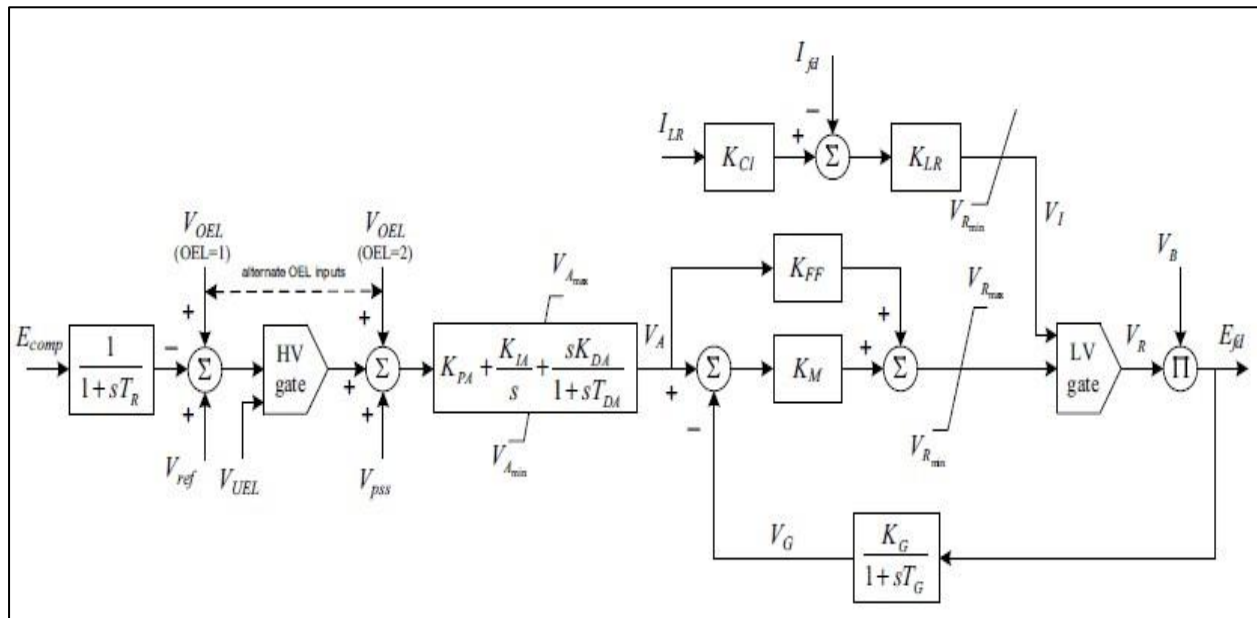 I_fd
−
I_LR
K_Cl
+
Σ
K_LR
V_Rmin
V_I
V_OEL
(OEL=1)
V_OEL
(OEL=2)
alternate OEL inputs
V_Amax
K_FF
V_B
V_Rmax
E_comp
1
1 + sT_R
−
+
+
Σ
HV
gate
+
+
Σ
K_PA + K_IA/s + sK_DA/(1 + sT_DA)
V_A
+
−
Σ
K_M
+
+
Σ
LV
gate
V_R
Π
E_fd
V_ref
V_UEL
V_pss
V_Amin
V_Rmin
V_G
K_G
1 + sT_G